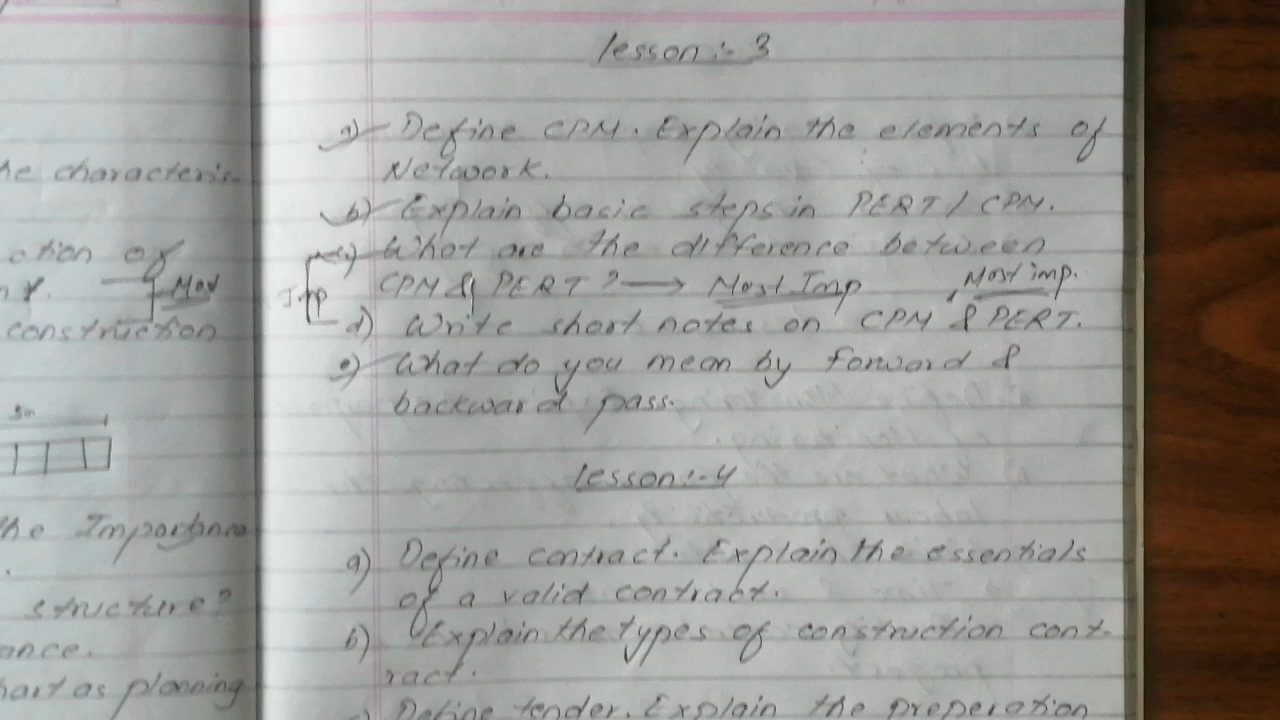 he characteris
ction of
Max
construction
5m
the Importance
structure?
ance.
hart as planning
lesson :- 3
a) Define CPM. Explain the elements of
Network.
b) Explain basic steps in PERT / CPM.
c) What are the difference between
CPM & PERT ? → Most Imp
Most imp.
Imp
d) Write short notes on CPM & PERT.
e) What do you mean by forward &
backward pass.
lesson :- 4
a) Define contract. Explain the essentials
of a valid contract.
b) Explain the types of construction cont-
ract.
c) Define tender. Explain the preperation